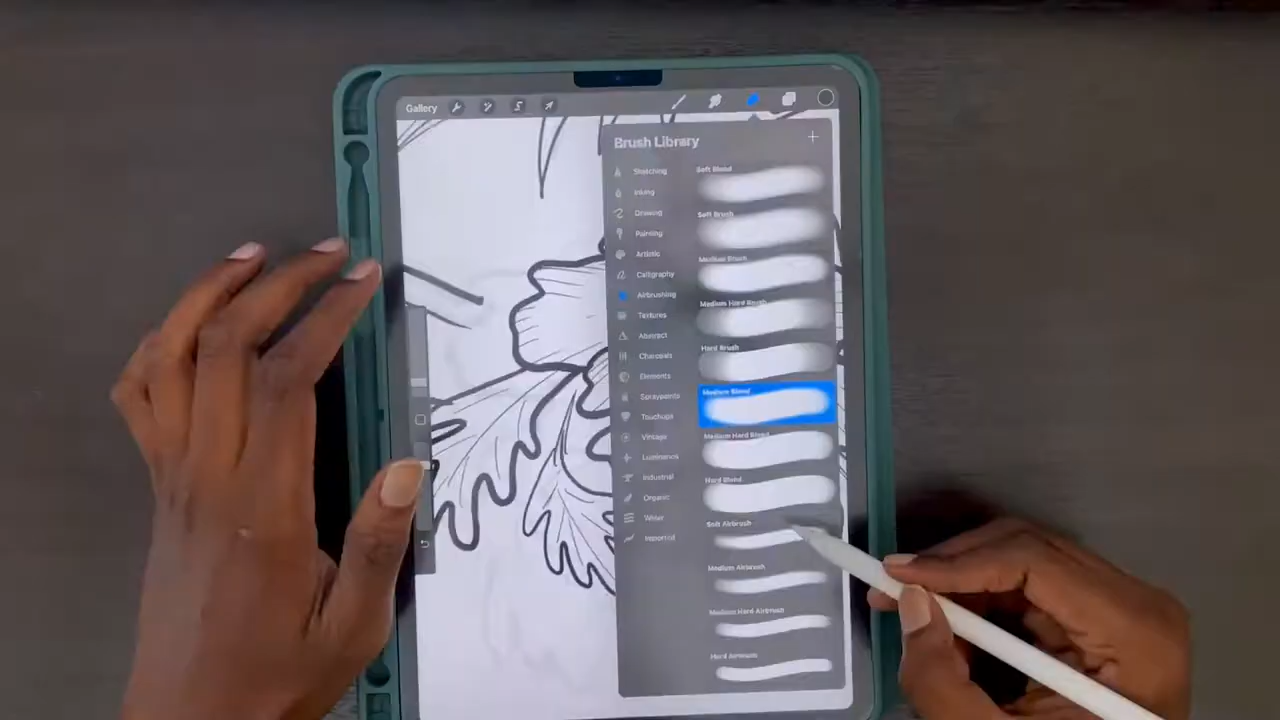 Gallery
Brush Library
Sketching
Inking
Drawing
Painting
Artistic
Calligraphy
Airbrushing
Textures
Abstract
Charcoals
Elements
Spraypaints
Touchups
Vintage
Luminance
Industrial
Organic
Water
Imported
Soft Blend
Soft Brush
Medium Brush
Medium Hard Brush
Hard Brush
Medium Blend
Medium Hard Blend
Hard Blend
Soft Airbrush
Medium Airbrush
Medium Hard Airbrush
Hard Airbrush